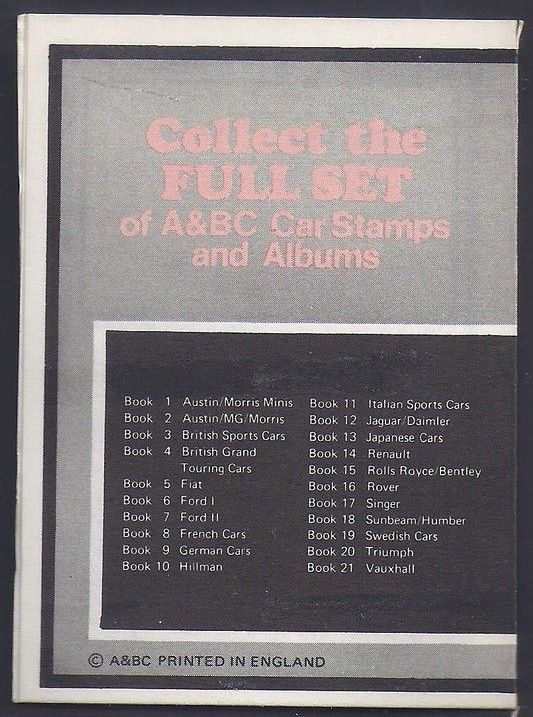 Collect the
FULL SET
of A&BC Car Stamps
and Albums
Book 1 Austin/Morris Minis
Book 2 Austin/MG/Morris
Book 3 British Sports Cars
Book 4 British Grand
Touring Cars
Book 5 Fiat
Book 6 Ford I
Book 7 Ford II
Book 8 French Cars
Book 9 German Cars
Book 10 Hillman
Book 11 Italian Sports Cars
Book 12 Jaguar/Daimler
Book 13 Japanese Cars
Book 14 Renault
Book 15 Rolls Royce/Bentley
Book 16 Rover
Book 17 Singer
Book 18 Sunbeam/Humber
Book 19 Swedish Cars
Book 20 Triumph
Book 21 Vauxhall
© A&BC PRINTED IN ENGLAND